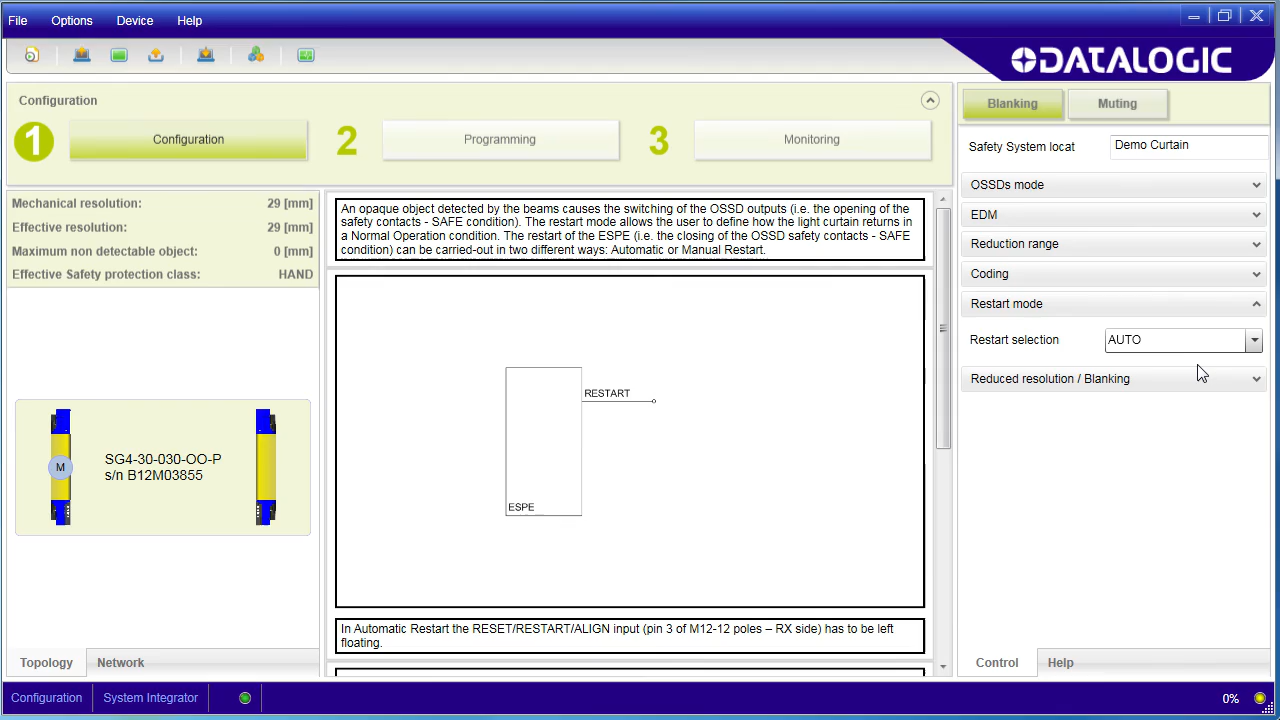 File Options Device Help
DATALOGIC
Configuration
1 Configuration 2 Programming 3 Monitoring
Blanking Muting
Safety System locat Demo Curtain
OSSDs mode
EDM
Reduction range
Coding
Restart mode
Restart selection AUTO
Reduced resolution / Blanking
Mechanical resolution: 29 [mm]
Effective resolution: 29 [mm]
Maximum non detectable object: 0 [mm]
Effective Safety protection class: HAND
M
SG4-30-030-OO-P
s/n B12M03855
An opaque object detected by the beams causes the switching of the OSSD outputs (i.e. the opening of the
safety contacts - SAFE condition). The restart mode allows the user to define how the light curtain returns in
a Normal Operation condition. The restart of the ESPE (i.e. the closing of the OSSD safety contacts - SAFE
condition) can be carried-out in two different ways: Automatic or Manual Restart.
RESTART
ESPE
In Automatic Restart the RESET/RESTART/ALIGN input (pin 3 of M12-12 poles – RX side) has to be left
floating.
Topology Network
Control Help
Configuration System Integrator 0%